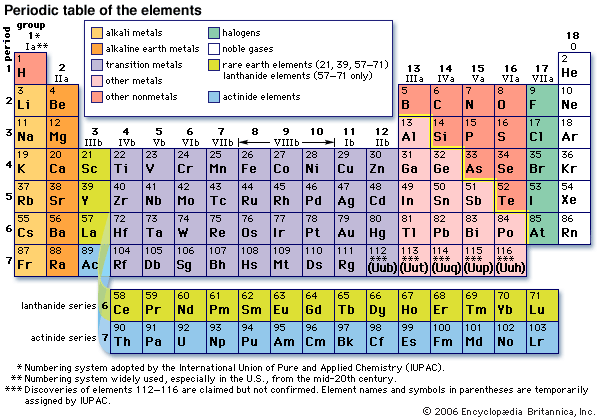 Periodic table of the elements
group
period
1* 18
Ia** 0
alkali metals halogens
alkaline earth metals noble gases
transition metals rare earth elements (21, 39, 57–71)
lanthanide elements (57–71 only)
other metals
other nonmetals actinide elements
1 1 2 13 14 15 16 17 2
H IIa IIIa IVa Va VIa VIIa He
2 3 4 5 6 7 8 9 10
Li Be B C N O F Ne
3 11 12 3 4 5 6 7 8 9 10 11 12 13 14 15 16 17 18
Na Mg IIIb IVb Vb VIb VIIb VIIIb Ib IIb Al Si P S Cl Ar
4 19 20 21 22 23 24 25 26 27 28 29 30 31 32 33 34 35 36
K Ca Sc Ti V Cr Mn Fe Co Ni Cu Zn Ga Ge As Se Br Kr
5 37 38 39 40 41 42 43 44 45 46 47 48 49 50 51 52 53 54
Rb Sr Y Zr Nb Mo Tc Ru Rh Pd Ag Cd In Sn Sb Te I Xe
6 55 56 57 72 73 74 75 76 77 78 79 80 81 82 83 84 85 86
Cs Ba La Hf Ta W Re Os Ir Pt Au Hg Tl Pb Bi Po At Rn
7 87 88 89 104 105 106 107 108 109 110 111 112 113 114 115 116
*** *** *** *** ***
Fr Ra Ac Rf Db Sg Bh Hs Mt Ds Rg (Uub) (Uut) (Uuq) (Uup) (Uuh)
lanthanide series 6 58 59 60 61 62 63 64 65 66 67 68 69 70 71
Ce Pr Nd Pm Sm Eu Gd Tb Dy Ho Er Tm Yb Lu
actinide series 7 90 91 92 93 94 95 96 97 98 99 100 101 102 103
Th Pa U Np Pu Am Cm Bk Cf Es Fm Md No Lr
* Numbering system adopted by the International Union of Pure and Applied Chemistry (IUPAC).
** Numbering system widely used, especially in the U.S., from the mid-20th century.
*** Discoveries of elements 112–116 are claimed but not confirmed. Element names and symbols in parentheses are temporarily
assigned by IUPAC.
© 2006 Encyclopædia Britannica, Inc.